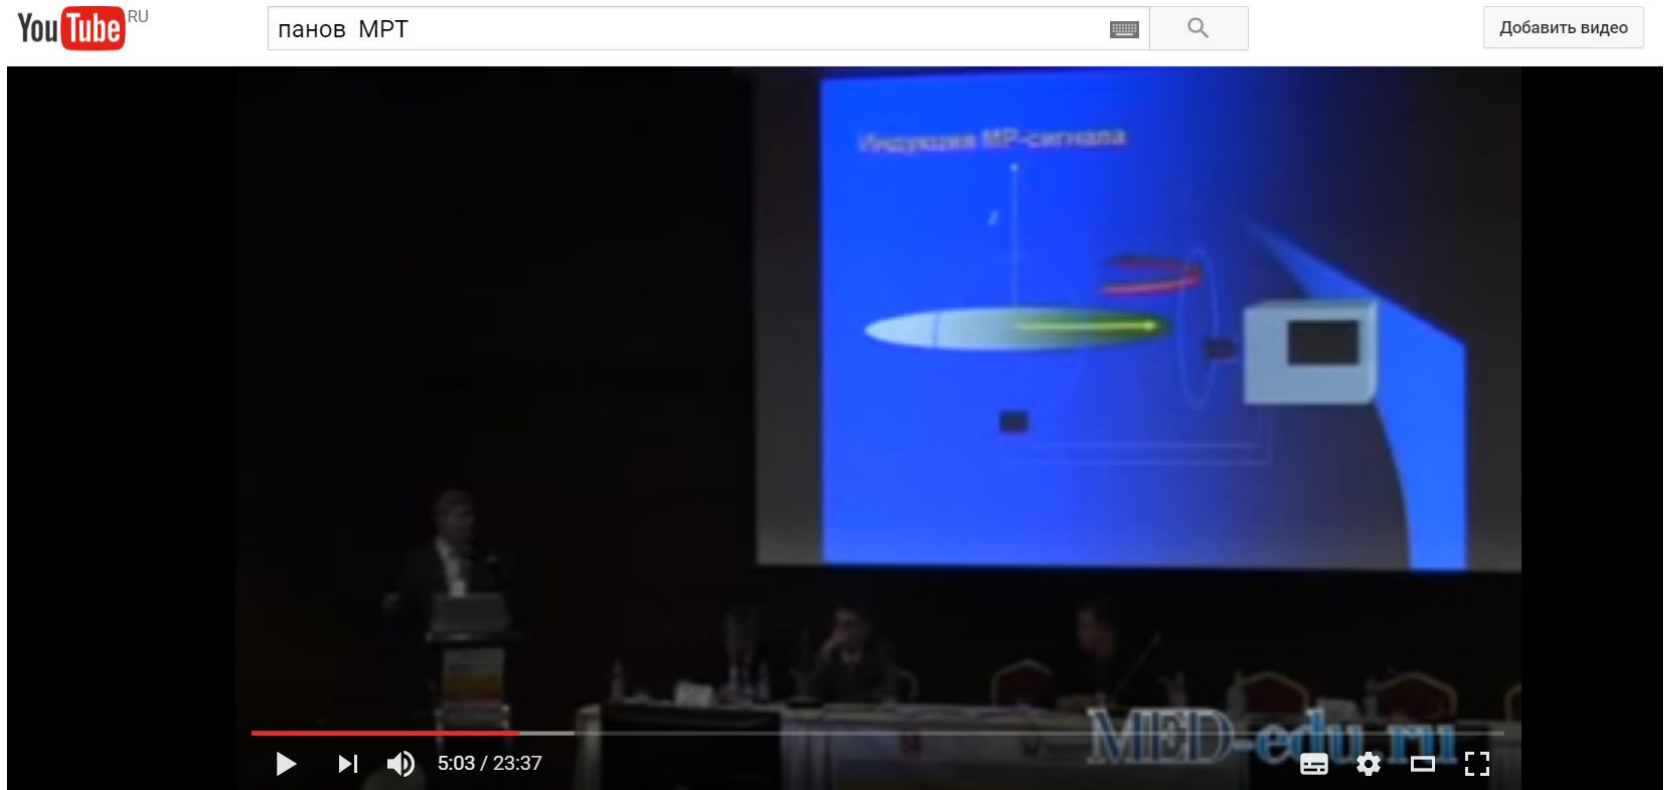 YouTube RU
панов МРТ
Добавить видео
Индукция МР-сигнала
Z
MED-edu.ru
5:03 / 23:37